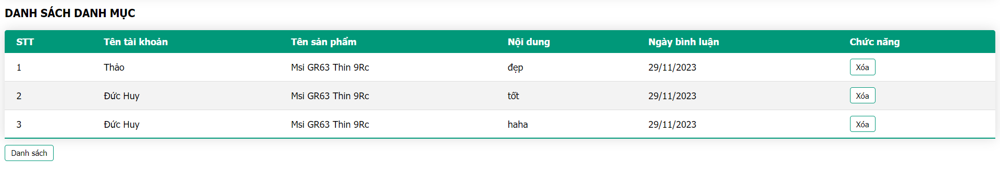 DANH SÁCH DANH MỤC
STT Tên tài khoản Tên sản phẩm Nội dung Ngày bình luận Chức năng
1 Thảo Msi GR63 Thin 9Rc đẹp 29/11/2023 Xóa
2 Đức Huy Msi GR63 Thin 9Rc tốt 29/11/2023 Xóa
3 Đức Huy Msi GR63 Thin 9Rc haha 29/11/2023 Xóa
Danh sách